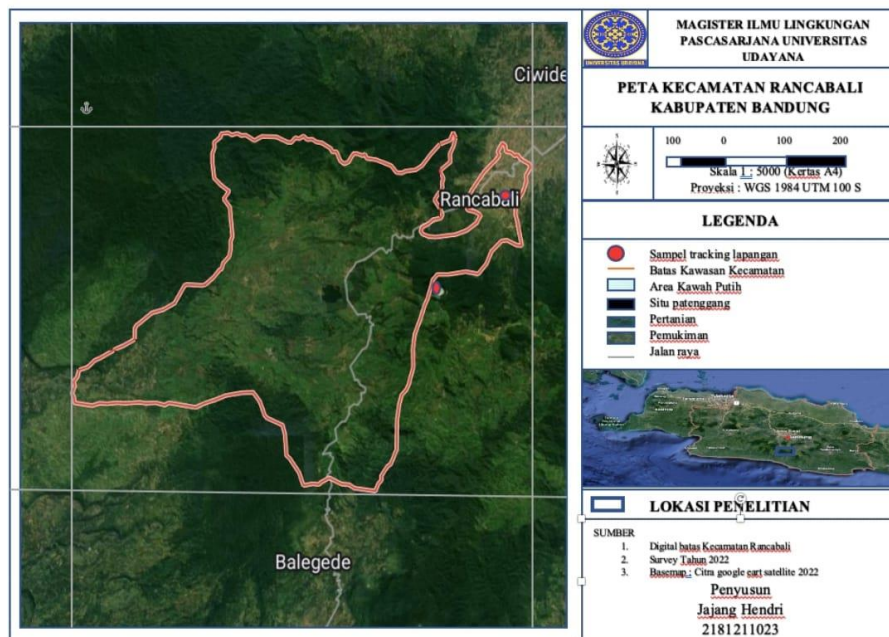 Ciwide
Rancabali
Balegede
UNIVERSITAS UDAYANA
MAGISTER ILMU LINGKUNGAN
PASCASARJANA UNIVERSITAS
UDAYANA
PETA KECAMATAN RANCABALI
KABUPATEN BANDUNG
100 0 100 200
Skala 1 : 5000 (Kertas A4)
Proyeksi : WGS 1984 UTM 100 S
LEGENDA
Sampel tracking lapangan
Batas Kawasan Kecamatan
Area Kawah Putih
Situ patenggang
Pertanian
Pemukiman
Jalan raya
LOKASI PENELITIAN
SUMBER
1. Digital batas Kecamatan Rancabali
2. Survey Tahun 2022
3. Basemap : Citra google eart satellite 2022
Penyusun
Jajang Hendri
2181211023